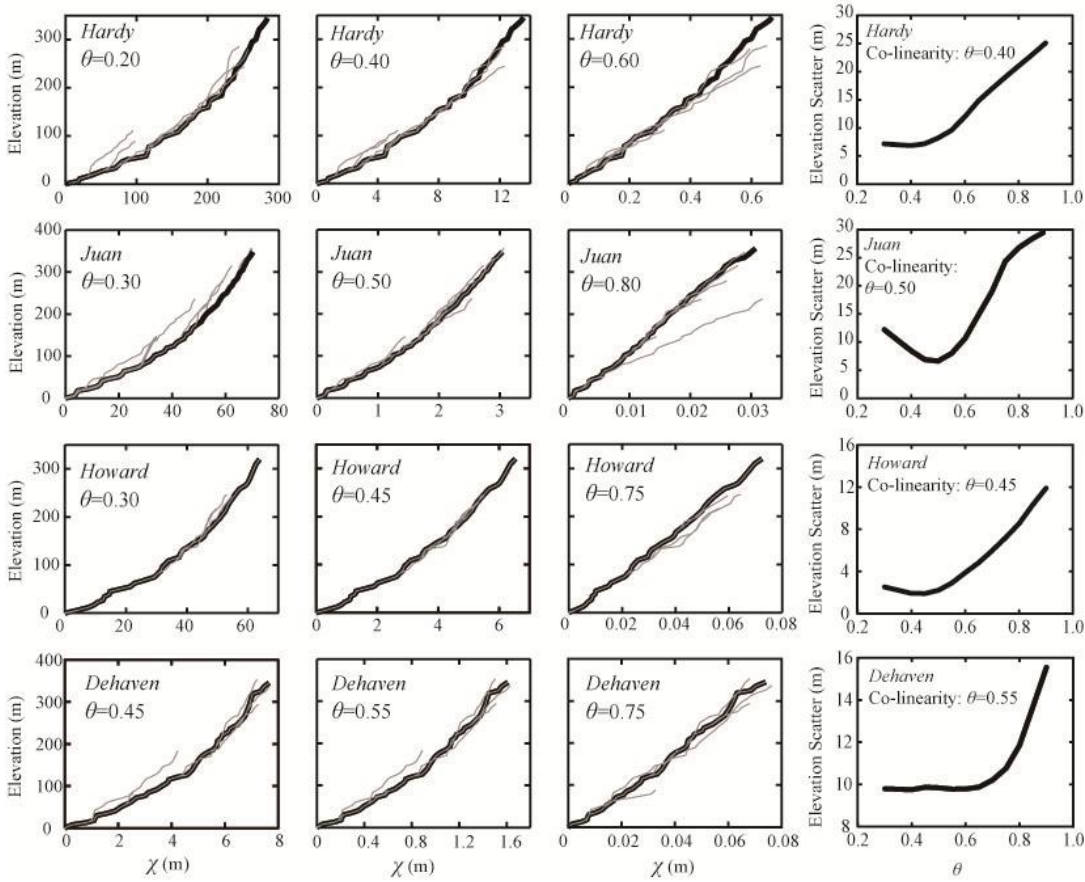 Elevation (m)
300
200
100
0
Hardy
θ=0.20
0 100 200 300
Hardy
θ=0.40
0 4 8 12
Hardy
θ=0.60
0 0.2 0.4 0.6
Elevation Scatter (m)
30
25
20
15
10
5
0
Hardy
Co-linearity: θ=0.40
0.2 0.4 0.6 0.8 1.0
Elevation (m)
400
300
200
100
0
Juan
θ=0.30
0 20 40 60 80
Juan
θ=0.50
0 1 2 3
Juan
θ=0.80
0 0.01 0.02 0.03
Elevation Scatter (m)
30
25
20
15
10
5
0
Juan
Co-linearity:
θ=0.50
0.2 0.4 0.6 0.8 1.0
Elevation (m)
300
200
100
0
Howard
θ=0.30
0 20 40 60
Howard
θ=0.45
0 2 4 6
Howard
θ=0.75
0 0.02 0.04 0.06 0.08
Elevation Scatter (m)
16
12
8
4
0
Howard
Co-linearity: θ=0.45
0.2 0.4 0.6 0.8 1.0
Elevation (m)
400
300
200
100
0
Dehaven
θ=0.45
0 2 4 6 8
χ (m)
Dehaven
θ=0.55
0 0.4 0.8 1.2 1.6
χ (m)
Dehaven
θ=0.75
0 0.02 0.04 0.06 0.08
χ (m)
Elevation Scatter (m)
16
14
12
10
8
Dehaven
Co-linearity: θ=0.55
0.2 0.4 0.6 0.8 1.0
θ